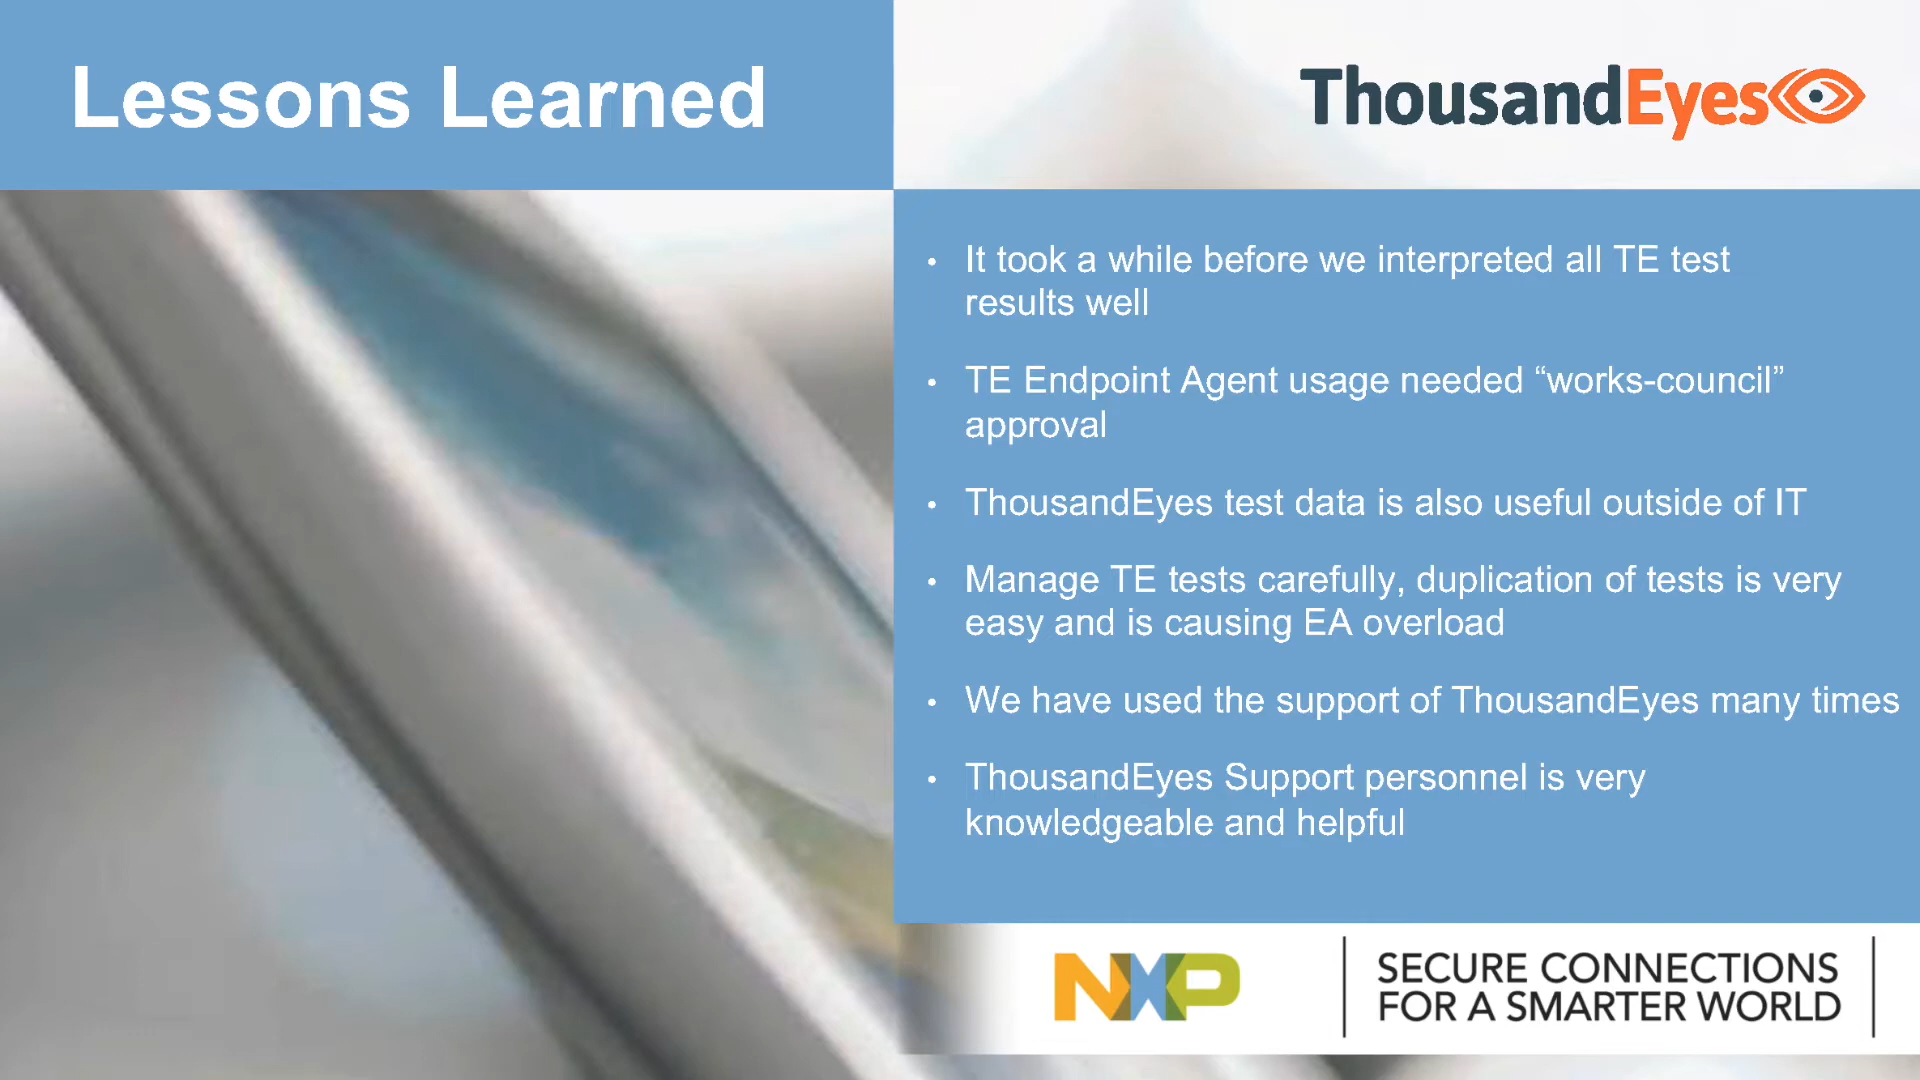 Lessons Learned
ThousandEyes
• It took a while before we interpreted all TE test
results well
• TE Endpoint Agent usage needed “works-council”
approval
• ThousandEyes test data is also useful outside of IT
• Manage TE tests carefully, duplication of tests is very
easy and is causing EA overload
• We have used the support of ThousandEyes many times
• ThousandEyes Support personnel is very
knowledgeable and helpful
NXP
SECURE CONNECTIONS
FOR A SMARTER WORLD